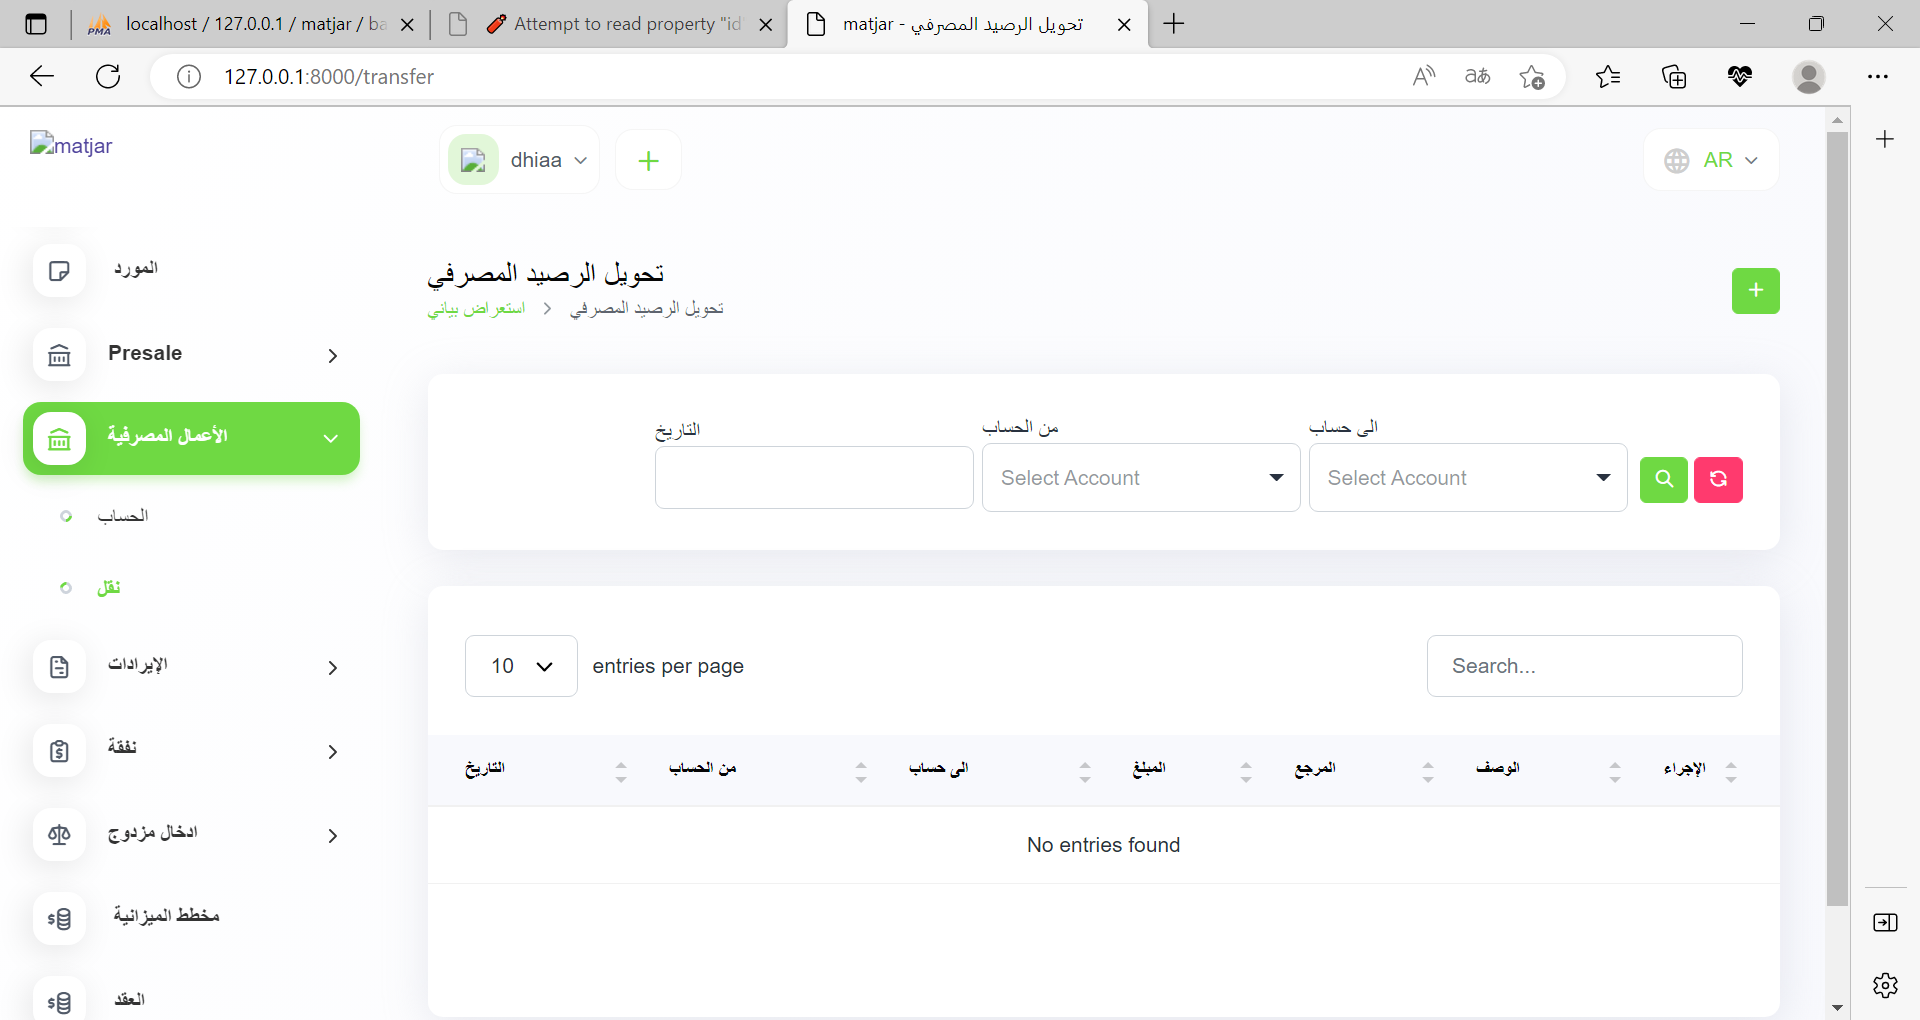 localhost / 127.0.0.1 / matjar / ba
Attempt to read property "id"
matjar - تحويل الرصيد المصرفي
127.0.0.1:8000/transfer
matjar
dhiaa
AR
المورد
Presale
الأعمال المصرفية
الحساب
نقل
الإيرادات
نفقة
ادخال مزدوج
مخطط الميزانية
العقد
تحويل الرصيد المصرفي
استعراض بياني > تحويل الرصيد المصرفي
التاريخ
من الحساب
Select Account
الى حساب
Select Account
10 entries per page
Search...
التاريخ من الحساب الى حساب المبلغ المرجع الوصف الإجراء
No entries found